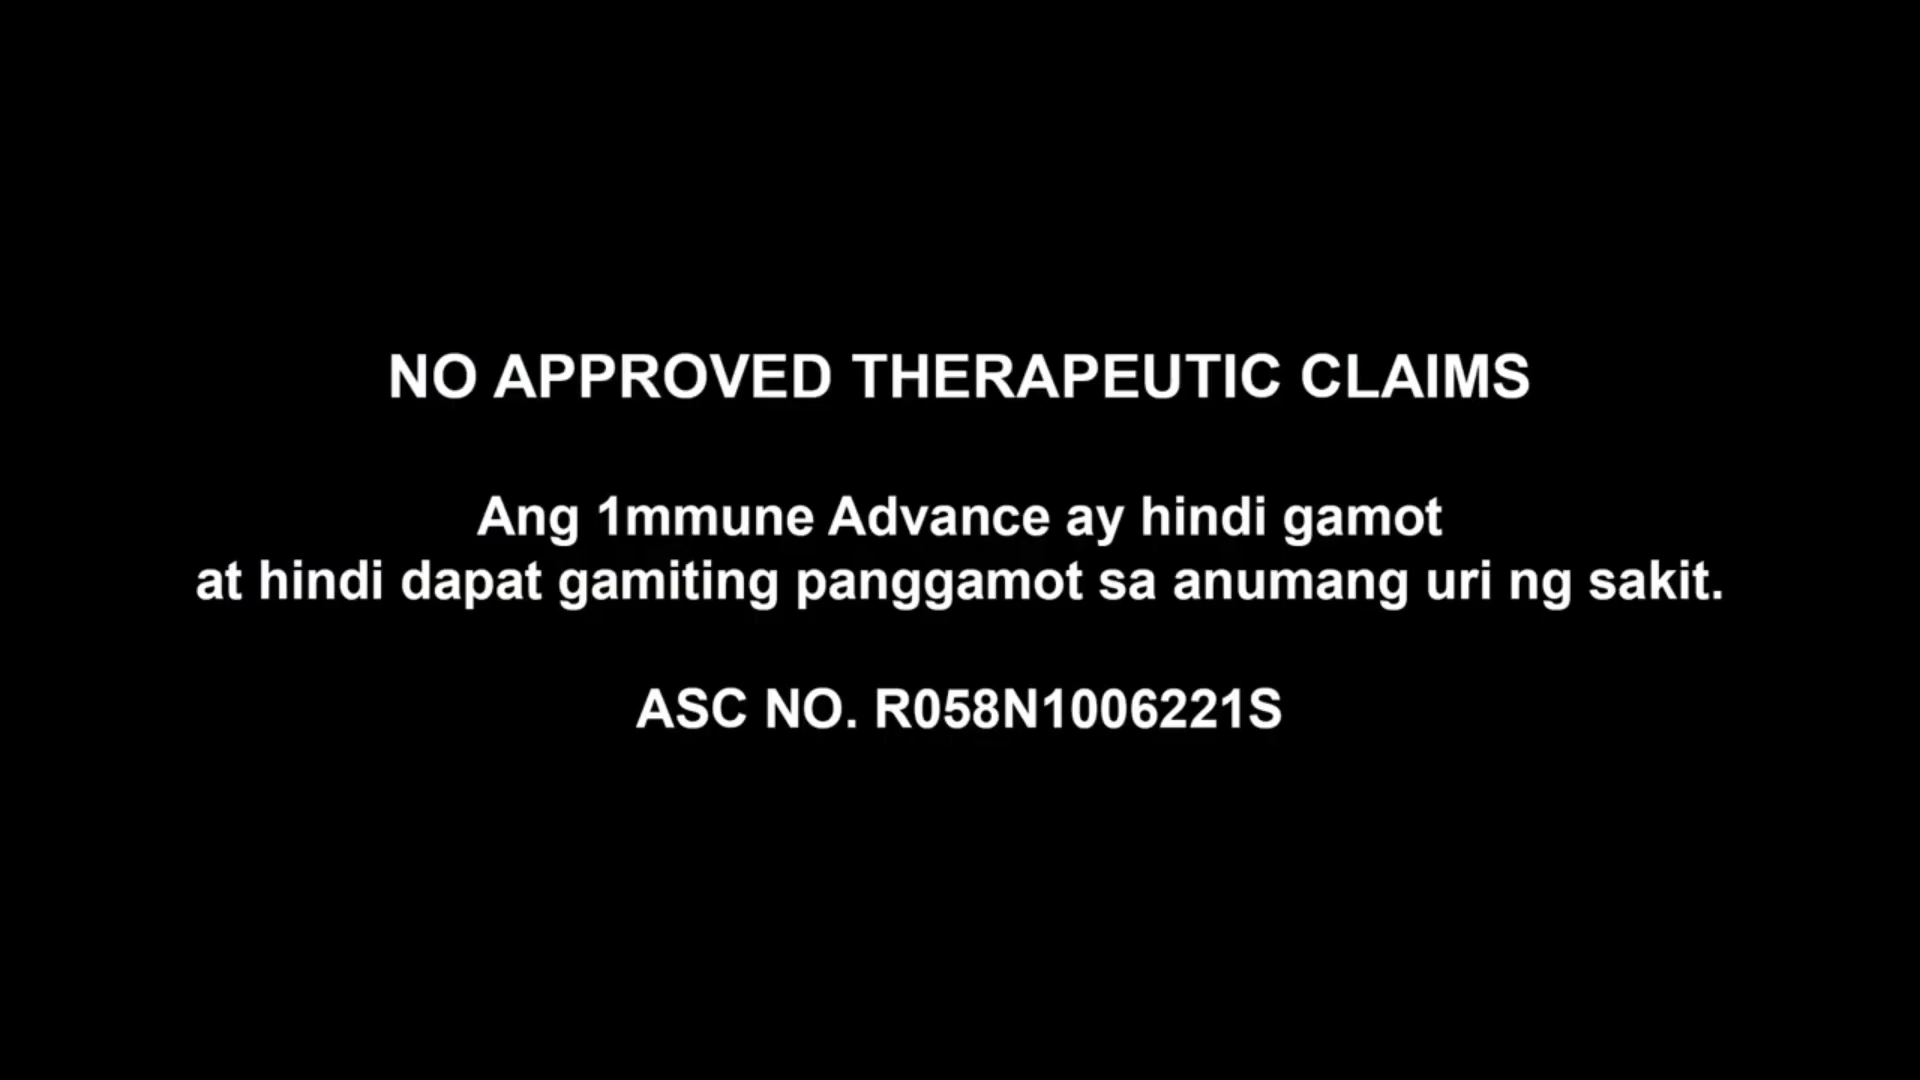 NO APPROVED THERAPEUTIC CLAIMS
Ang 1mmune Advance ay hindi gamot
at hindi dapat gamiting panggamot sa anumang uri ng sakit.
ASC NO. R058N1006221S